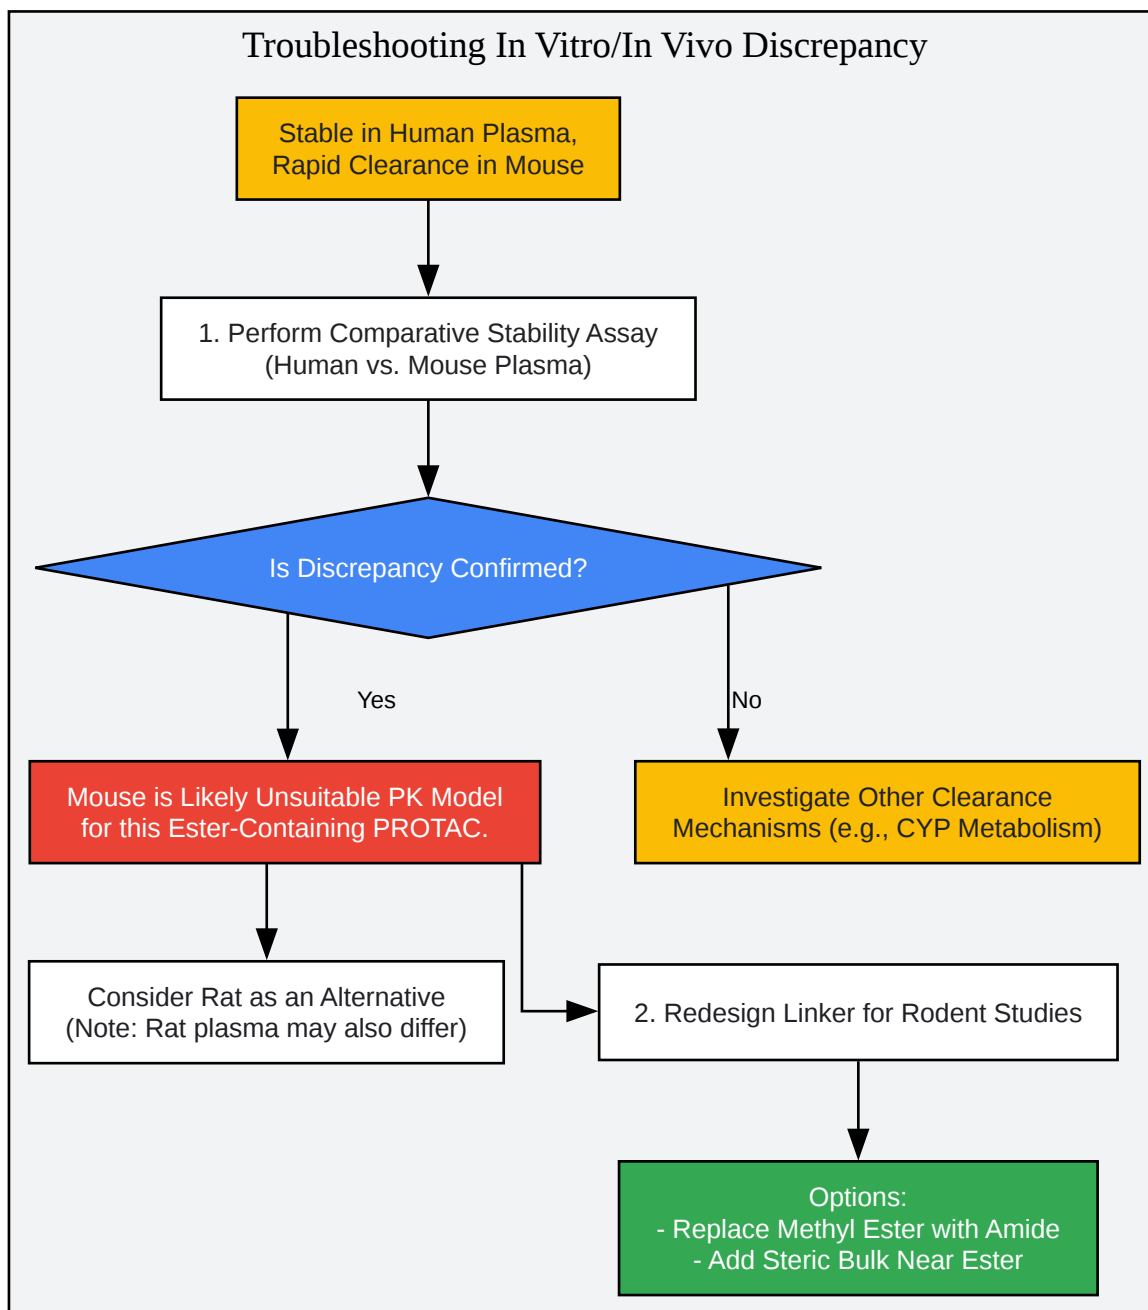 Troubleshooting In Vitro/In Vivo Discrepancy
Stable in Human Plasma,
Rapid Clearance in Mouse
1. Perform Comparative Stability Assay
(Human vs. Mouse Plasma)
Is Discrepancy Confirmed?
Yes
No
Mouse is Likely Unsuitable PK Model
for this Ester-Containing PROTAC.
Investigate Other Clearance
Mechanisms (e.g., CYP Metabolism)
Consider Rat as an Alternative
(Note: Rat plasma may also differ)
2. Redesign Linker for Rodent Studies
Options:
- Replace Methyl Ester with Amide
- Add Steric Bulk Near Ester